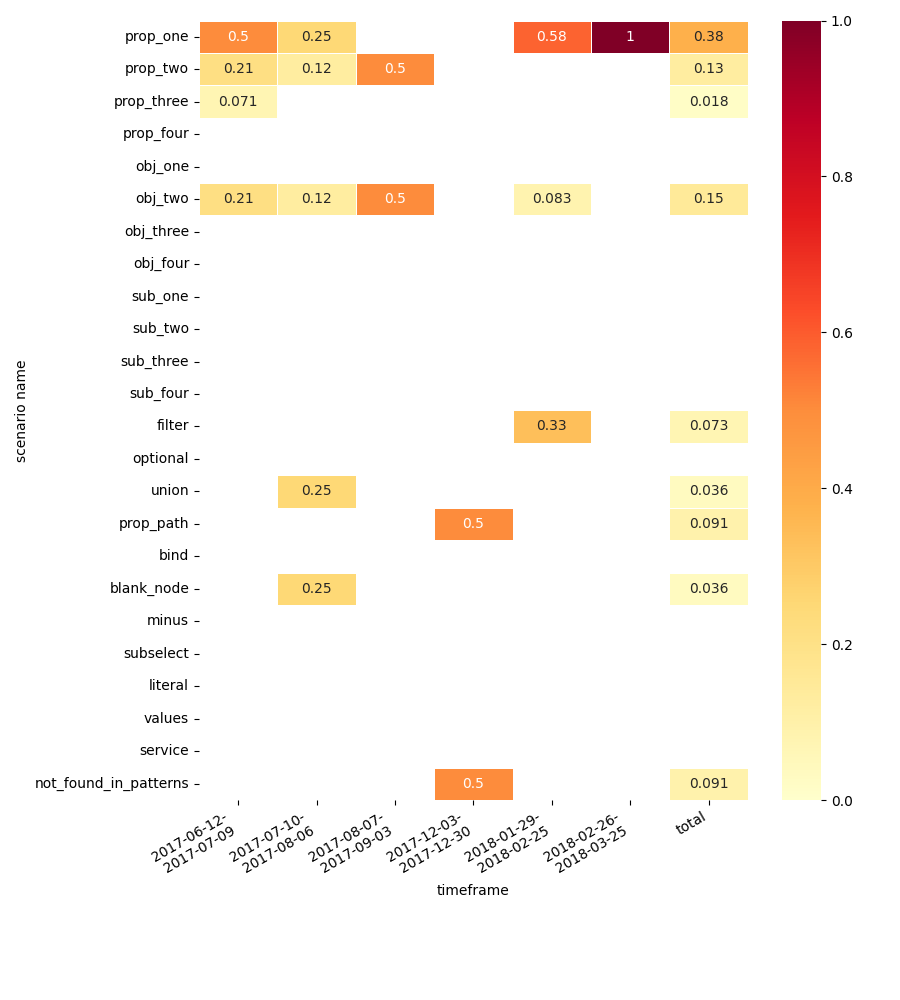 prop_one 0.5 0.25 0.58 1 0.38
prop_two 0.21 0.12 0.5 0.13
prop_three 0.071 0.018
prop_four
obj_one
obj_two 0.21 0.12 0.5 0.083 0.15
obj_three
obj_four
sub_one
sub_two
sub_three
sub_four
filter 0.33 0.073
optional
union 0.25 0.036
prop_path 0.5 0.091
bind
blank_node 0.25 0.036
minus
subselect
literal
values
service
not_found_in_patterns 0.5 0.091
scenario name
2017-06-12-
2017-07-09
2017-07-10-
2017-08-06
2017-08-07-
2017-09-03
2017-12-03-
2017-12-30
2018-01-29-
2018-02-25
2018-02-26-
2018-03-25
total
timeframe
1.0
0.8
0.6
0.4
0.2
0.0